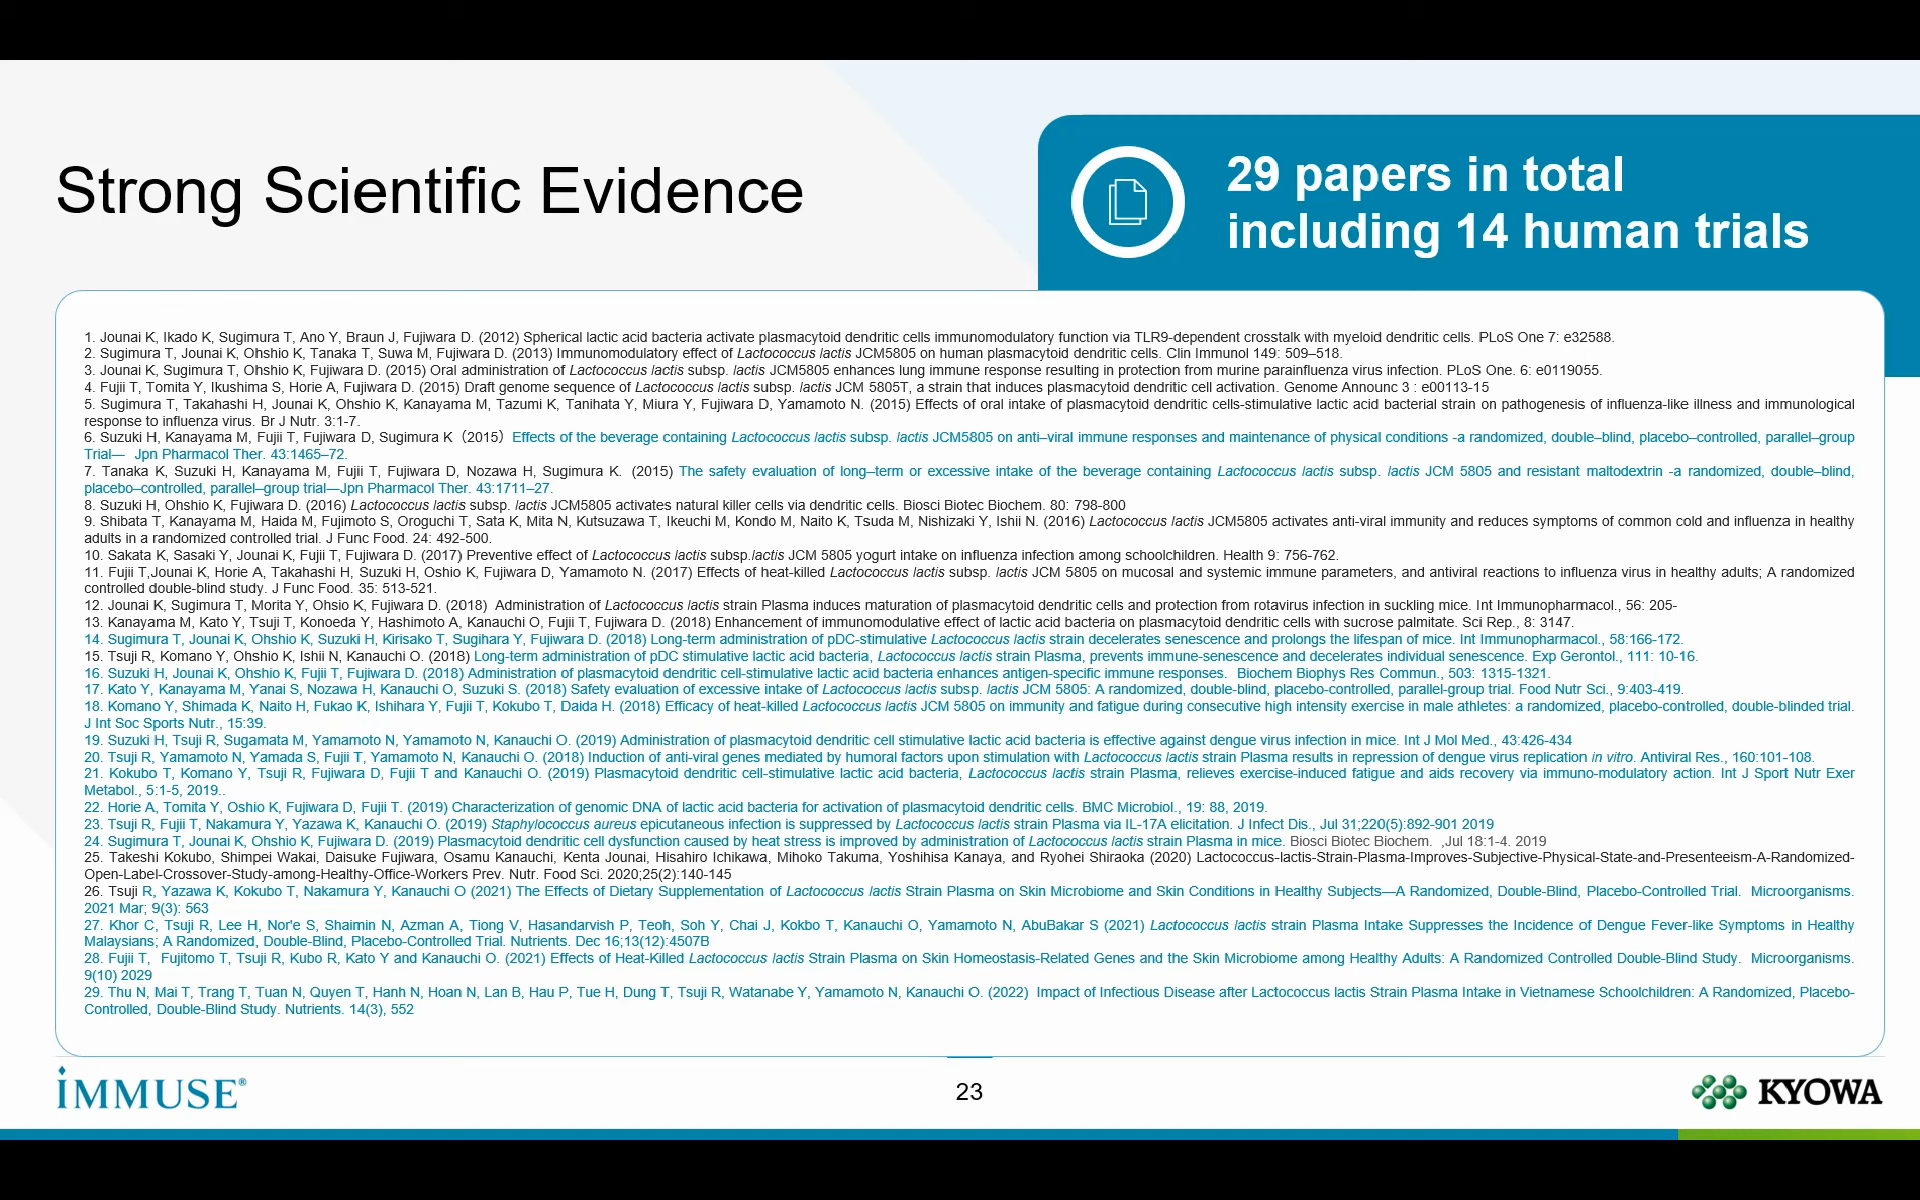 Strong Scientific Evidence
29 papers in total
including 14 human trials
1. Jounai K, Ikado K, Sugimura T, Ano Y, Braun J, Fujiwara D. (2012) Spherical lactic acid bacteria activate plasmacytoid dendritic cells immunomodulatory function via TLR9-dependent crosstalk with myeloid dendritic cells. PLoS One 7: e32588.
2. Sugimura T, Jounai K, Ohshio K, Tanaka T, Suwa M, Fujiwara D. (2013) Immunomodulatory effect of Lactococcus lactis JCM5805 on human plasmacytoid dendritic cells. Clin Immunol 149: 509–518.
3. Jounai K, Sugimura T, Ohshio K, Fujiwara D. (2015) Oral administration of Lactococcus lactis subsp. lactis JCM5805 enhances lung immune response resulting in protection from murine parainfluenza virus infection. PLoS One. 6: e0119055.
4. Fujii T, Tomita Y, Ikushima S, Horie A, Fujiwara D. (2015) Draft genome sequence of Lactococcus lactis subsp. lactis JCM 5805T, a strain that induces plasmacytoid dendritic cell activation. Genome Announc 3 : e00113-15
5. Sugimura T, Takahashi H, Jounai K, Ohshio K, Kanayama M, Tazumi K, Tanihata Y, Miura Y, Fujiwara D, Yamamoto N. (2015) Effects of oral intake of plasmacytoid dendritic cells-stimulative lactic acid bacterial strain on pathogenesis of influenza-like illness and immunological
response to influenza virus. Br J Nutr. 3:1-7.
6. Suzuki H, Kanayama M, Fujii T, Fujiwara D, Sugimura K（2015）Effects of the beverage containing Lactococcus lactis subsp. lactis JCM5805 on anti–viral immune responses and maintenance of physical conditions -a randomized, double–blind, placebo–controlled, parallel–group
Trial— Jpn Pharmacol Ther. 43:1465–72.
7. Tanaka K, Suzuki H, Kanayama M, Fujii T, Fujiwara D, Nozawa H, Sugimura K. (2015) The safety evaluation of long–term or excessive intake of the beverage containing Lactococcus lactis subsp. lactis JCM 5805 and resistant maltodextrin -a randomized, double–blind,
placebo–controlled, parallel–group trial—Jpn Pharmacol Ther. 43:1711–27.
8. Suzuki H, Ohshio K, Fujiwara D. (2016) Lactococcus lactis subsp. lactis JCM5805 activates natural killer cells via dendritic cells. Biosci Biotec Biochem. 80: 798-800
9. Shibata T, Kanayama M, Haida M, Fujimoto S, Oroguchi T, Sata K, Mita N, Kutsuzawa T, Ikeuchi M, Kondo M, Naito K, Tsuda M, Nishizaki Y, Ishii N. (2016) Lactococcus lactis JCM5805 activates anti-viral immunity and reduces symptoms of common cold and influenza in healthy
adults in a randomized controlled trial. J Func Food. 24: 492-500.
10. Sakata K, Sasaki Y, Jounai K, Fujii T, Fujiwara D. (2017) Preventive effect of Lactococcus lactis subsp.lactis JCM 5805 yogurt intake on influenza infection among schoolchildren. Health 9: 756-762.
11. Fujii T,Jounai K, Horie A, Takahashi H, Suzuki H, Oshio K, Fujiwara D, Yamamoto N. (2017) Effects of heat-killed Lactococcus lactis subsp. lactis JCM 5805 on mucosal and systemic immune parameters, and antiviral reactions to influenza virus in healthy adults; A randomized
controlled double-blind study. J Func Food. 35: 513-521.
12. Jounai K, Sugimura T, Morita Y, Ohsio K, Fujiwara D. (2018) Administration of Lactococcus lactis strain Plasma induces maturation of plasmacytoid dendritic cells and protection from rotavirus infection in suckling mice. Int Immunopharmacol., 56: 205-
13. Kanayama M, Kato Y, Tsuji T, Konoeda Y, Hashimoto A, Kanauchi O, Fujii T, Fujiwara D. (2018) Enhancement of immunomodulative effect of lactic acid bacteria on plasmacytoid dendritic cells with sucrose palmitate. Sci Rep., 8: 3147.
14. Sugimura T, Jounai K, Ohshio K, Suzuki H, Kirisako T, Sugihara Y, Fujiwara D. (2018) Long-term administration of pDC-stimulative Lactococcus lactis strain decelerates senescence and prolongs the lifespan of mice. Int Immunopharmacol., 58:166-172.
15. Tsuji R, Komano Y, Ohshio K, Ishii N, Kanauchi O. (2018) Long-term administration of pDC stimulative lactic acid bacteria, Lactococcus lactis strain Plasma, prevents immune-senescence and decelerates individual senescence. Exp Gerontol., 111: 10-16.
16. Suzuki H, Jounai K, Ohshio K, Fujii T, Fujiwara D. (2018) Administration of plasmacytoid dendritic cell-stimulative lactic acid bacteria enhances antigen-specific immune responses. Biochem Biophys Res Commun., 503: 1315-1321.
17. Kato Y, Kanayama M, Yanai S, Nozawa H, Kanauchi O, Suzuki S. (2018) Safety evaluation of excessive intake of Lactococcus lactis subsp. lactis JCM 5805: A randomized, double-blind, placebo-controlled, parallel-group trial. Food Nutr Sci., 9:403-419.
18. Komano Y, Shimada K, Naito H, Fukao K, Ishihara Y, Fujii T, Kokubo T, Daida H. (2018) Efficacy of heat-killed Lactococcus lactis JCM 5805 on immunity and fatigue during consecutive high intensity exercise in male athletes: a randomized, placebo-controlled, double-blinded trial.
J Int Soc Sports Nutr., 15:39.
19. Suzuki H, Tsuji R, Sugamata M, Yamamoto N, Yamamoto N, Kanauchi O. (2019) Administration of plasmacytoid dendritic cell stimulative lactic acid bacteria is effective against dengue virus infection in mice. Int J Mol Med., 43:426-434
20. Tsuji R, Yamamoto N, Yamada S, Fujii T, Yamamoto N, Kanauchi O. (2018) Induction of anti-viral genes mediated by humoral factors upon stimulation with Lactococcus lactis strain Plasma results in repression of dengue virus replication in vitro. Antiviral Res., 160:101-108.
21. Kokubo T, Komano Y, Tsuji R, Fujiwara D, Fujii T and Kanauchi O. (2019) Plasmacytoid dendritic cell-stimulative lactic acid bacteria, Lactococcus lactis strain Plasma, relieves exercise-induced fatigue and aids recovery via immuno-modulatory action. Int J Sport Nutr Exer
Metabol., 5:1-5, 2019..
22. Horie A, Tomita Y, Oshio K, Fujiwara D, Fujii T. (2019) Characterization of genomic DNA of lactic acid bacteria for activation of plasmacytoid dendritic cells. BMC Microbiol., 19: 88, 2019.
23. Tsuji R, Fujii T, Nakamura Y, Yazawa K, Kanauchi O. (2019) Staphylococcus aureus epicutaneous infection is suppressed by Lactococcus lactis strain Plasma via IL-17A elicitation. J Infect Dis., Jul 31;220(5):892-901 2019
24. Sugimura T, Jounai K, Ohshio K, Fujiwara D. (2019) Plasmacytoid dendritic cell dysfunction caused by heat stress is improved by administration of Lactococcus lactis strain Plasma in mice. Biosci Biotec Biochem. ,Jul 18:1-4. 2019
25. Takeshi Kokubo, Shimpei Wakai, Daisuke Fujiwara, Osamu Kanauchi, Kenta Jounai, Hisahiro Ichikawa, Mihoko Takuma, Yoshihisa Kanaya, and Ryohei Shiraoka (2020) Lactococcus-lactis-Strain-Plasma-Improves-Subjective-Physical-State-and-Presenteeism-A-Randomized-
Open-Label-Crossover-Study-among-Healthy-Office-Workers Prev. Nutr. Food Sci. 2020;25(2):140-145
26. Tsuji R, Yazawa K, Kokubo T, Nakamura Y, Kanauchi O (2021) The Effects of Dietary Supplementation of Lactococcus lactis Strain Plasma on Skin Microbiome and Skin Conditions in Healthy Subjects—A Randomized, Double-Blind, Placebo-Controlled Trial. Microorganisms.
2021 Mar; 9(3): 563
27. Khor C, Tsuji R, Lee H, Nor'e S, Shaimin N, Azman A, Tiong V, Hasandarvish P, Teoh, Soh Y, Chai J, Kokbo T, Kanauchi O, Yamamoto N, AbuBakar S (2021) Lactococcus lactis strain Plasma Intake Suppresses the Incidence of Dengue Fever-like Symptoms in Healthy
Malaysians; A Randomized, Double-Blind, Placebo-Controlled Trial. Nutrients. Dec 16;13(12):4507B
28. Fujii T, Fujitomo T, Tsuji R, Kubo R, Kato Y and Kanauchi O. (2021) Effects of Heat-Killed Lactococcus lactis Strain Plasma on Skin Homeostasis-Related Genes and the Skin Microbiome among Healthy Adults: A Randomized Controlled Double-Blind Study. Microorganisms.
9(10) 2029
29. Thu N, Mai T, Trang T, Tuan N, Quyen T, Hanh N, Hoan N, Lan B, Hau P, Tue H, Dung T, Tsuji R, Watanabe Y, Yamamoto N, Kanauchi O. (2022) Impact of Infectious Disease after Lactococcus lactis Strain Plasma Intake in Vietnamese Schoolchildren: A Randomized, Placebo-
Controlled, Double-Blind Study. Nutrients. 14(3), 552
iMMUSE®
23
KYOWA